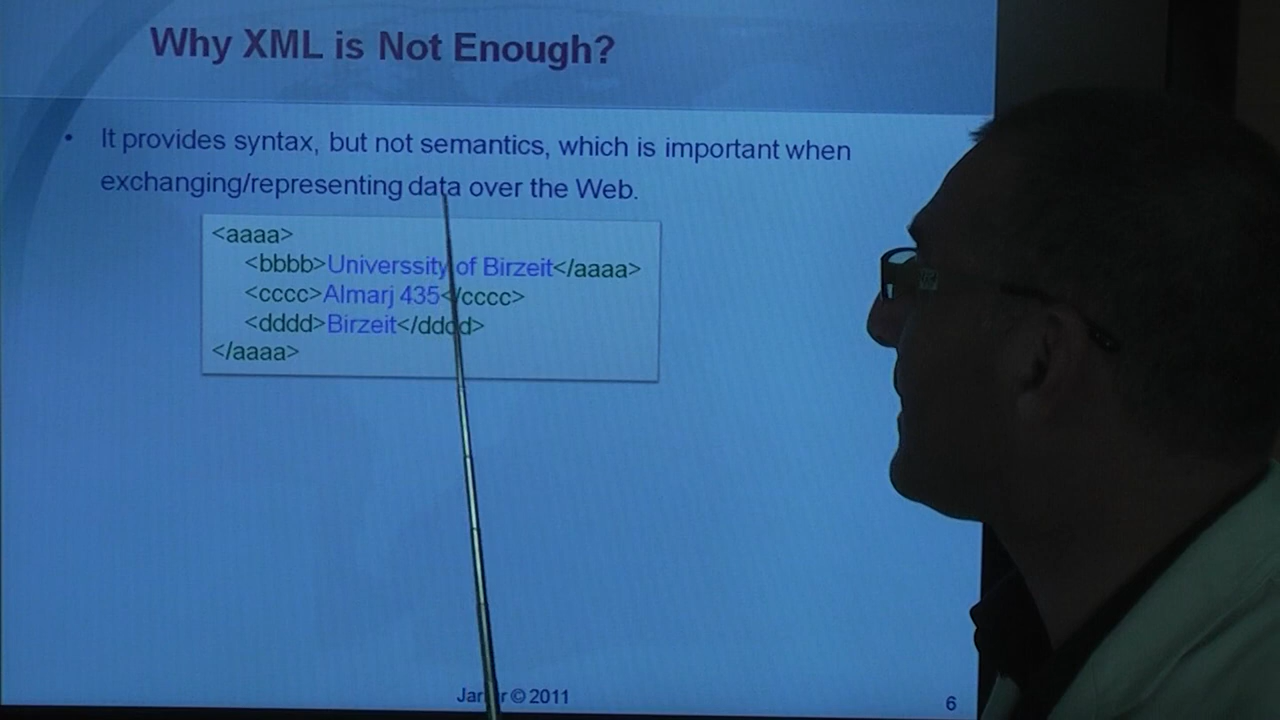 Why XML is Not Enough?
• It provides syntax, but not semantics, which is important when
exchanging/representing data over the Web.
<aaaa>
<bbbb>Universsity of Birzeit</aaaa>
<cccc>Almarj 435</cccc>
<dddd>Birzeit</dddd>
</aaaa>
© 2011
6